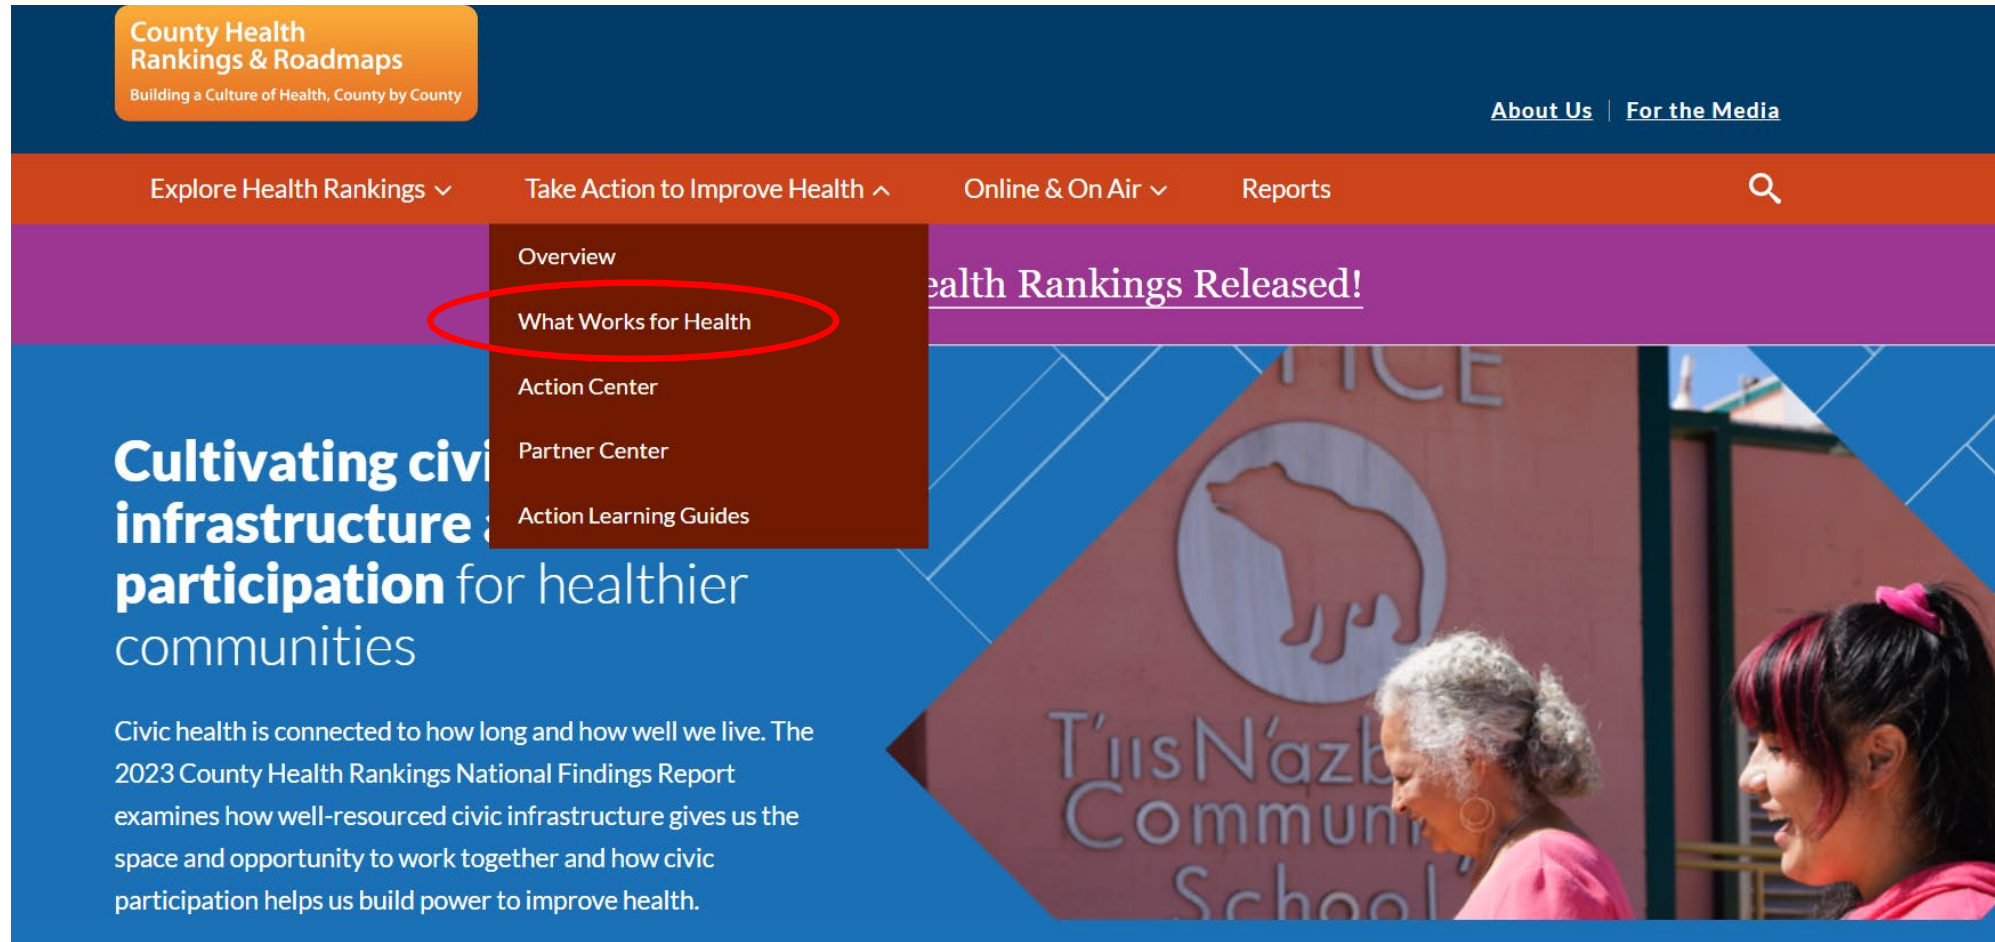 County Health
Rankings & Roadmaps
Building a Culture of Health, County by County
About Us | For the Media
Explore Health Rankings
Take Action to Improve Health
Online & On Air
Reports
Overview
What Works for Health
Action Center
Partner Center
Action Learning Guides
ealth Rankings Released!
Cultivating civi
infrastructure
participation for healthier
communities
Civic health is connected to how long and how well we live. The
2023 County Health Rankings National Findings Report
examines how well-resourced civic infrastructure gives us the
space and opportunity to work together and how civic
participation helps us build power to improve health.
ICE
T'iisN'azb
Commun
School